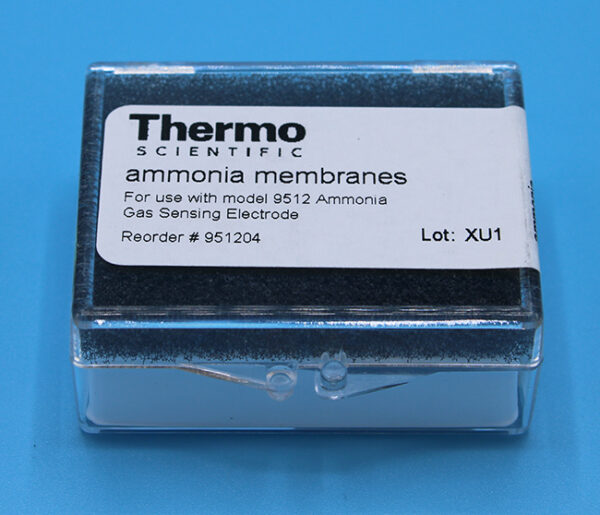 Thermo
SCIENTIFIC
ammonia membranes
For use with model 9512 Ammonia
Gas Sensing Electrode
Reorder # 951204
Lot: XU1